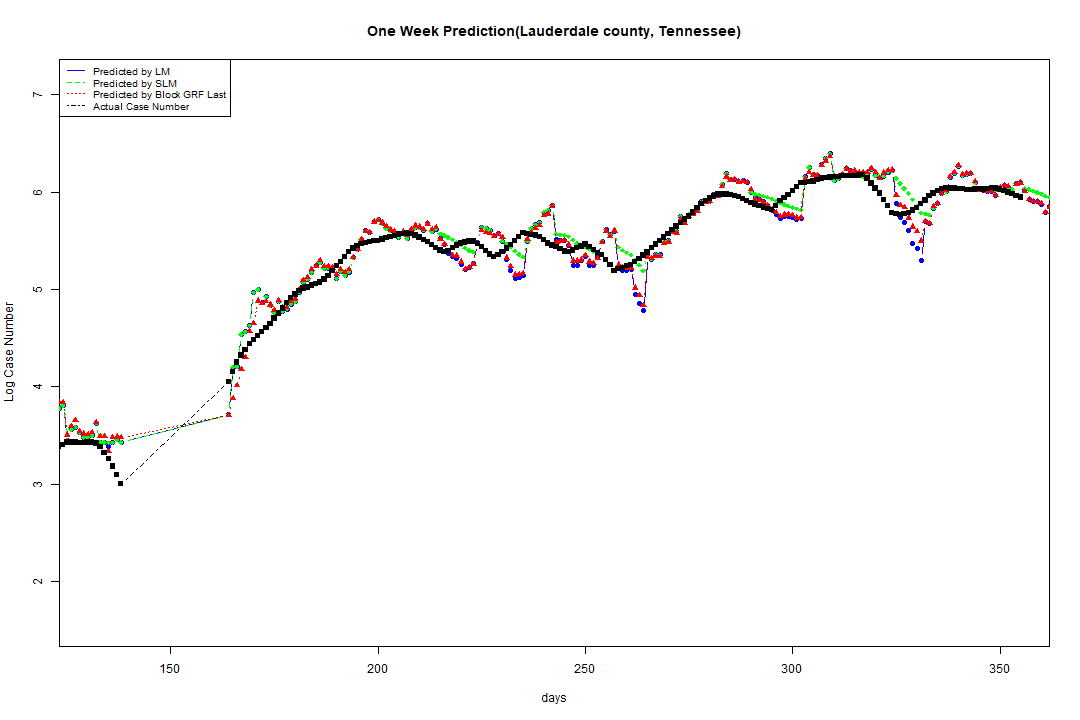 One Week Prediction(Lauderdale county, Tennessee)
Predicted by LM
Predicted by SLM
Predicted by Block GRF Last
Actual Case Number
7
6
5
4
3
2
Log Case Number
150 200 250 300 350
days